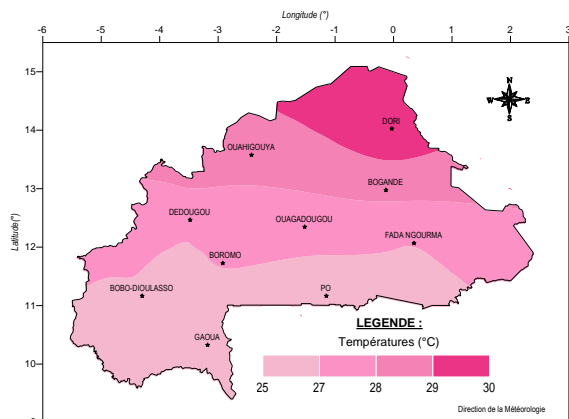 Longitude (°)
-6 -5 -4 -3 -2 -1 0 1 2 3
15
N
W E
S
DORI
14
OUAHIGOUYA
13
BOGANDE
DEDOUGOU
OUAGADOUGOU
FADA NGOURMA
Latitude(°)
12
BOROMO
BOBO-DIOULASSO
PO
11
LEGENDE :
Températures (°C)
GAOUA
10
25 27 28 29 30
Direction de la Météorologie